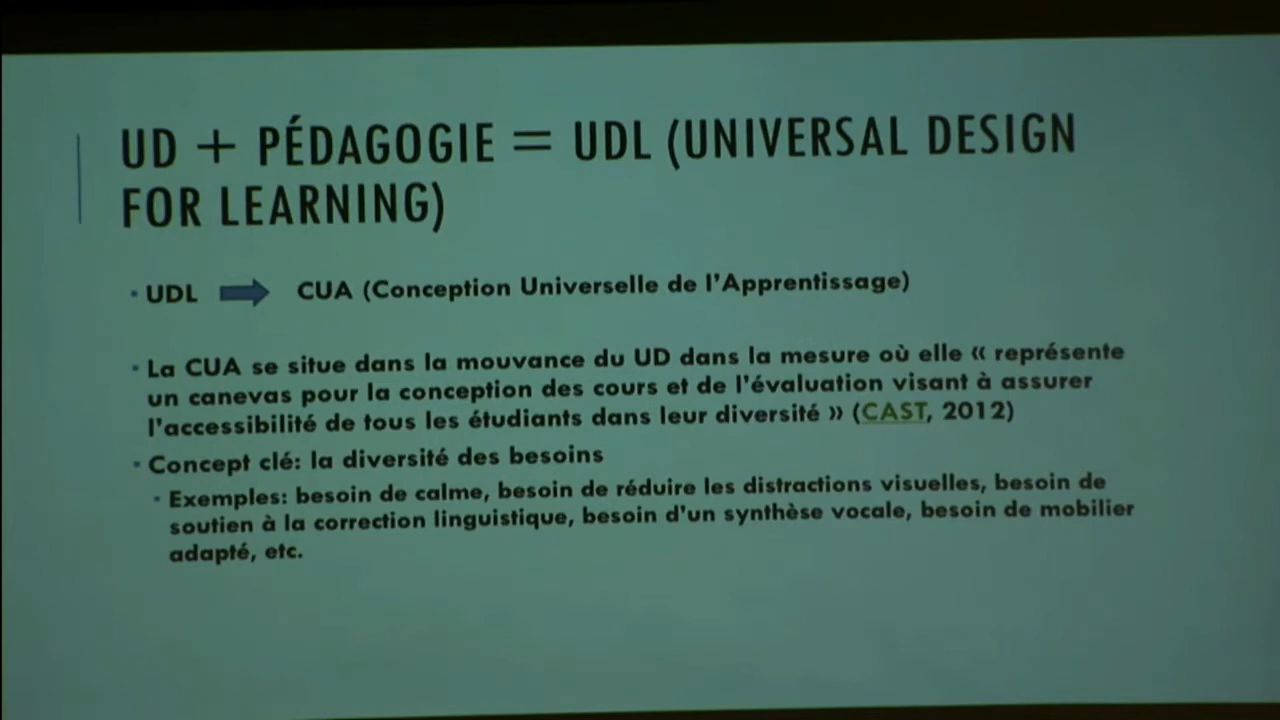 UD + PÉDAGOGIE = UDL (UNIVERSAL DESIGN
FOR LEARNING)
UDL CUA (Conception Universelle de l'Apprentissage)
La CUA se situe dans la mouvance du UD dans la mesure où elle « représente
un canevas pour la conception des cours et de l'évaluation visant à assurer
l'accessibilité de tous les étudiants dans leur diversité » (CAST, 2012)
Concept clé: la diversité des besoins
Exemples: besoin de calme, besoin de réduire les distractions visuelles, besoin de
soutien à la correction linguistique, besoin d'un synthèse vocale, besoin de mobilier
adapté, etc.